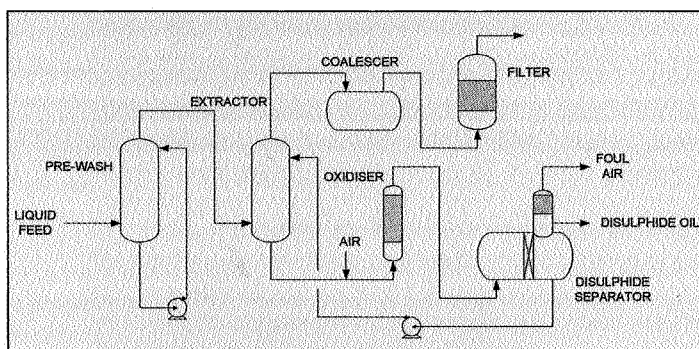 COALESCER
FILTER
EXTRACTOR
PRE-WASH
OXIDISER
FOUL
AIR
LIQUID
FEED
AIR
DISULPHIDE OIL
DISULPHIDE
SEPARATOR